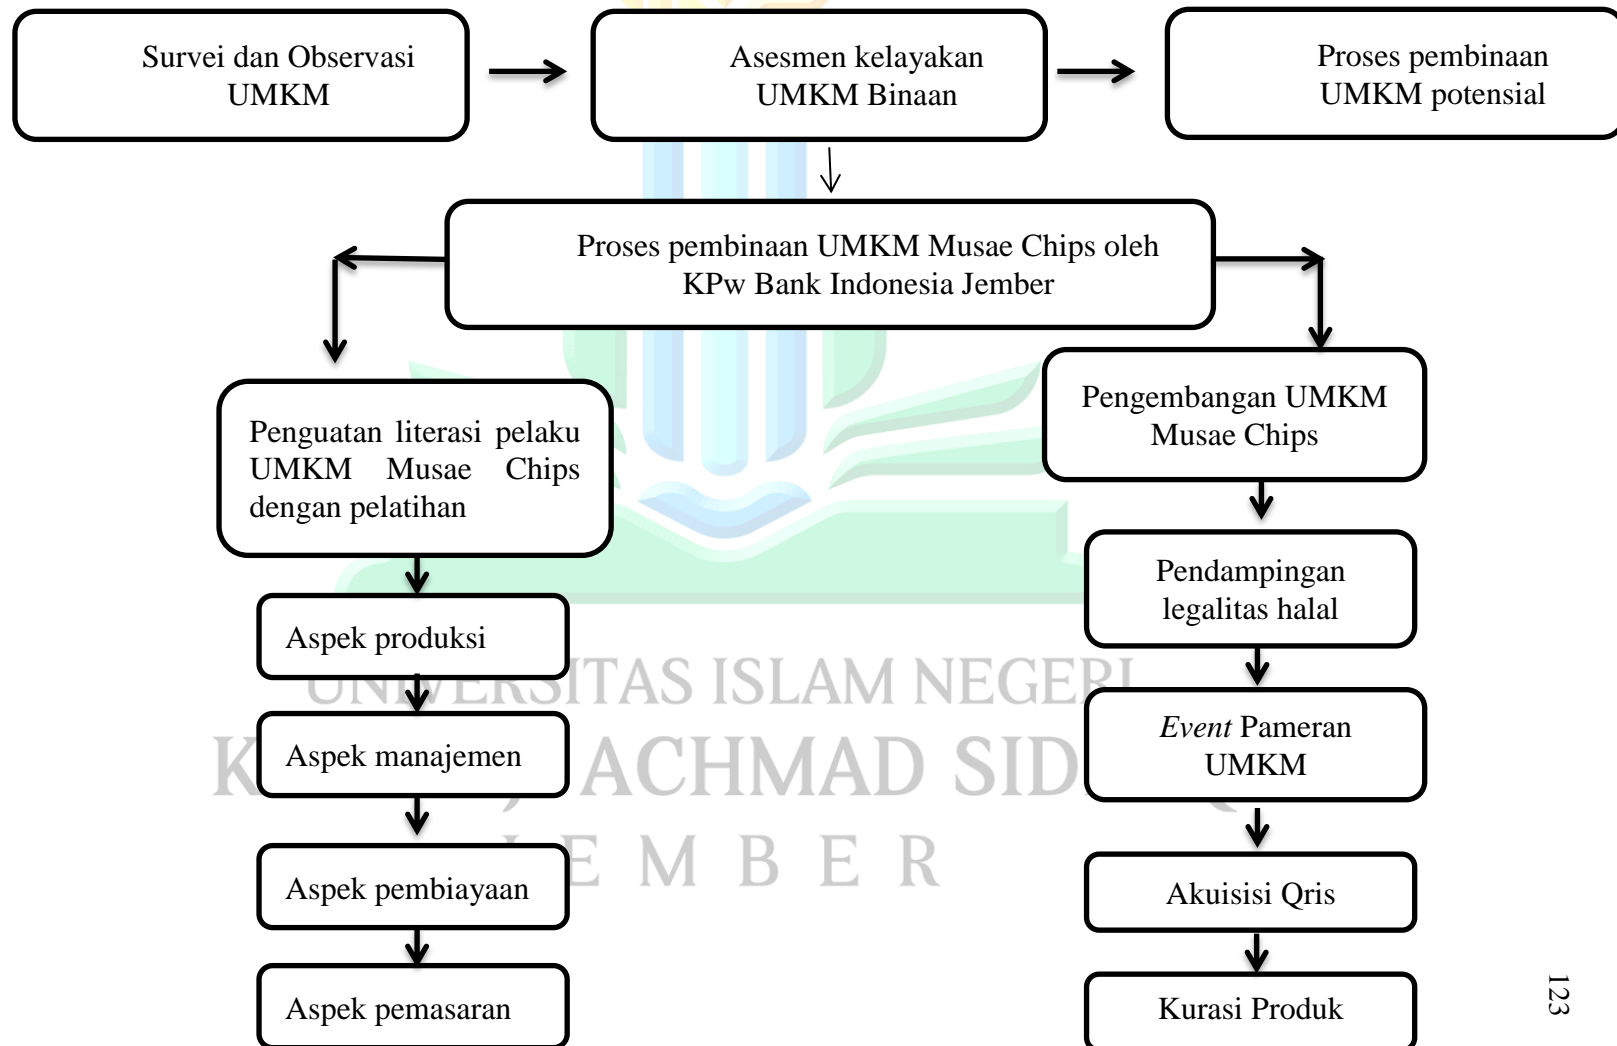 Survei dan Observasi
UMKM
Asesmen kelayakan
UMKM Binaan
Proses pembinaan
UMKM potensial
Proses pembinaan UMKM Musae Chips oleh
KPw Bank Indonesia Jember
Penguatan literasi pelaku
UMKM Musae Chips
dengan pelatihan
Aspek produksi
Aspek manajemen
Aspek pembiayaan
Aspek pemasaran
Pengembangan UMKM
Musae Chips
Pendampingan
legalitas halal
Event Pameran
UMKM
Akuisisi Qris
Kurasi Produk
UNIVERSITAS ISLAM NEGERI
ACHMAD
JEMBER
123